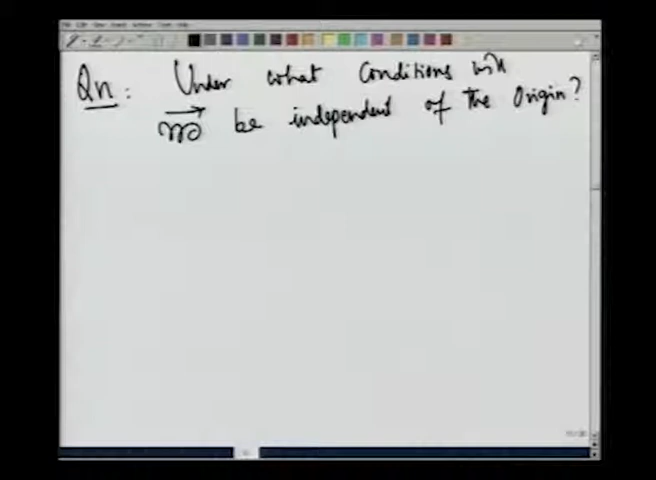 Qn: Under what conditions will
be independent of the Origin?